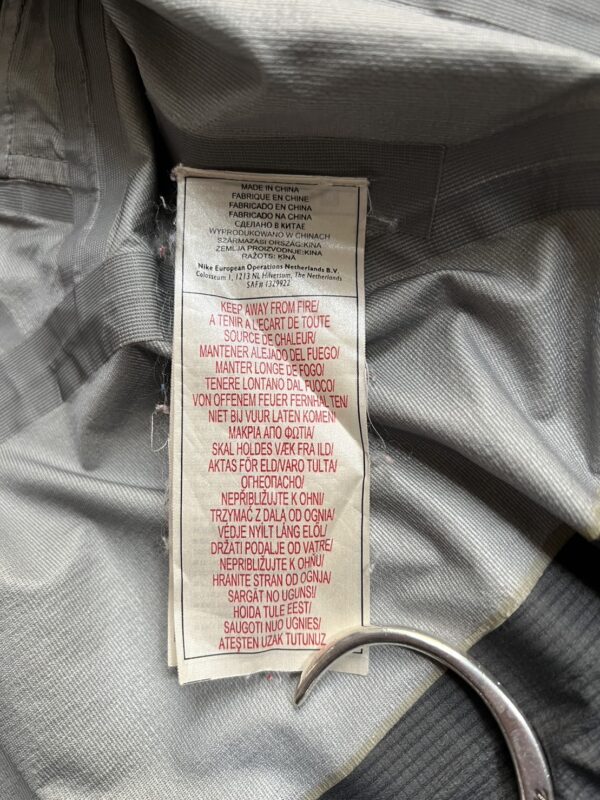 MADE IN CHINA
FABRIQUE EN CHINE
FABRICADO EN CHINA
FABRICADO NA CHINA
СДЕЛАНО В КИТАЕ
WYPRODUKOWANO W CHINACH
SZÁRMAZÁSI ORSZÁG:KINA
ZEMLJA PROIZVODNJE:KINA
RAŽOTS: KINA
Nike European Operations Netherlands B.V.
Colosseum 1, 1213 NL Hilversum, The Netherlands
SAF# 1329922
KEEP AWAY FROM FIRE/
A TENIR A L'ECART DE TOUTE
SOURCE DE CHALEUR/
MANTENER ALEJADO DEL FUEGO/
MANTER LONGE DE FOGO/
TENERE LONTANO DAL FUOCO/
VON OFFENEM FEUER FERNHALTEN/
NIET BIJ VUUR LATEN KOMEN/
ΜΑΚΡΙΑ ΑΠΟ ΦΩΤΙΑ/
SKAL HOLDES VÆK FRA ILD/
AKTAS FÖR ELD/VARO TULTA/
ОГНЕОПАСНО/
NEPŘIBLIŽUJTE K OHNI/
TRZYMAĆ Z DALA OD OGNIA/
VÉDJE NYÍLT LÁNG ELŐL/
DRŽATI PODALJE OD VATRE/
NEPRIBLIŽUJTE K OHŇU/
HRANITE STRAN OD OGNJA/
SARGĀT NO UGUNS//
HOIDA TULE EEST/
SAUGOTI NUO UGNIES/
ATEŞTEN UZAK TUTUNUZ